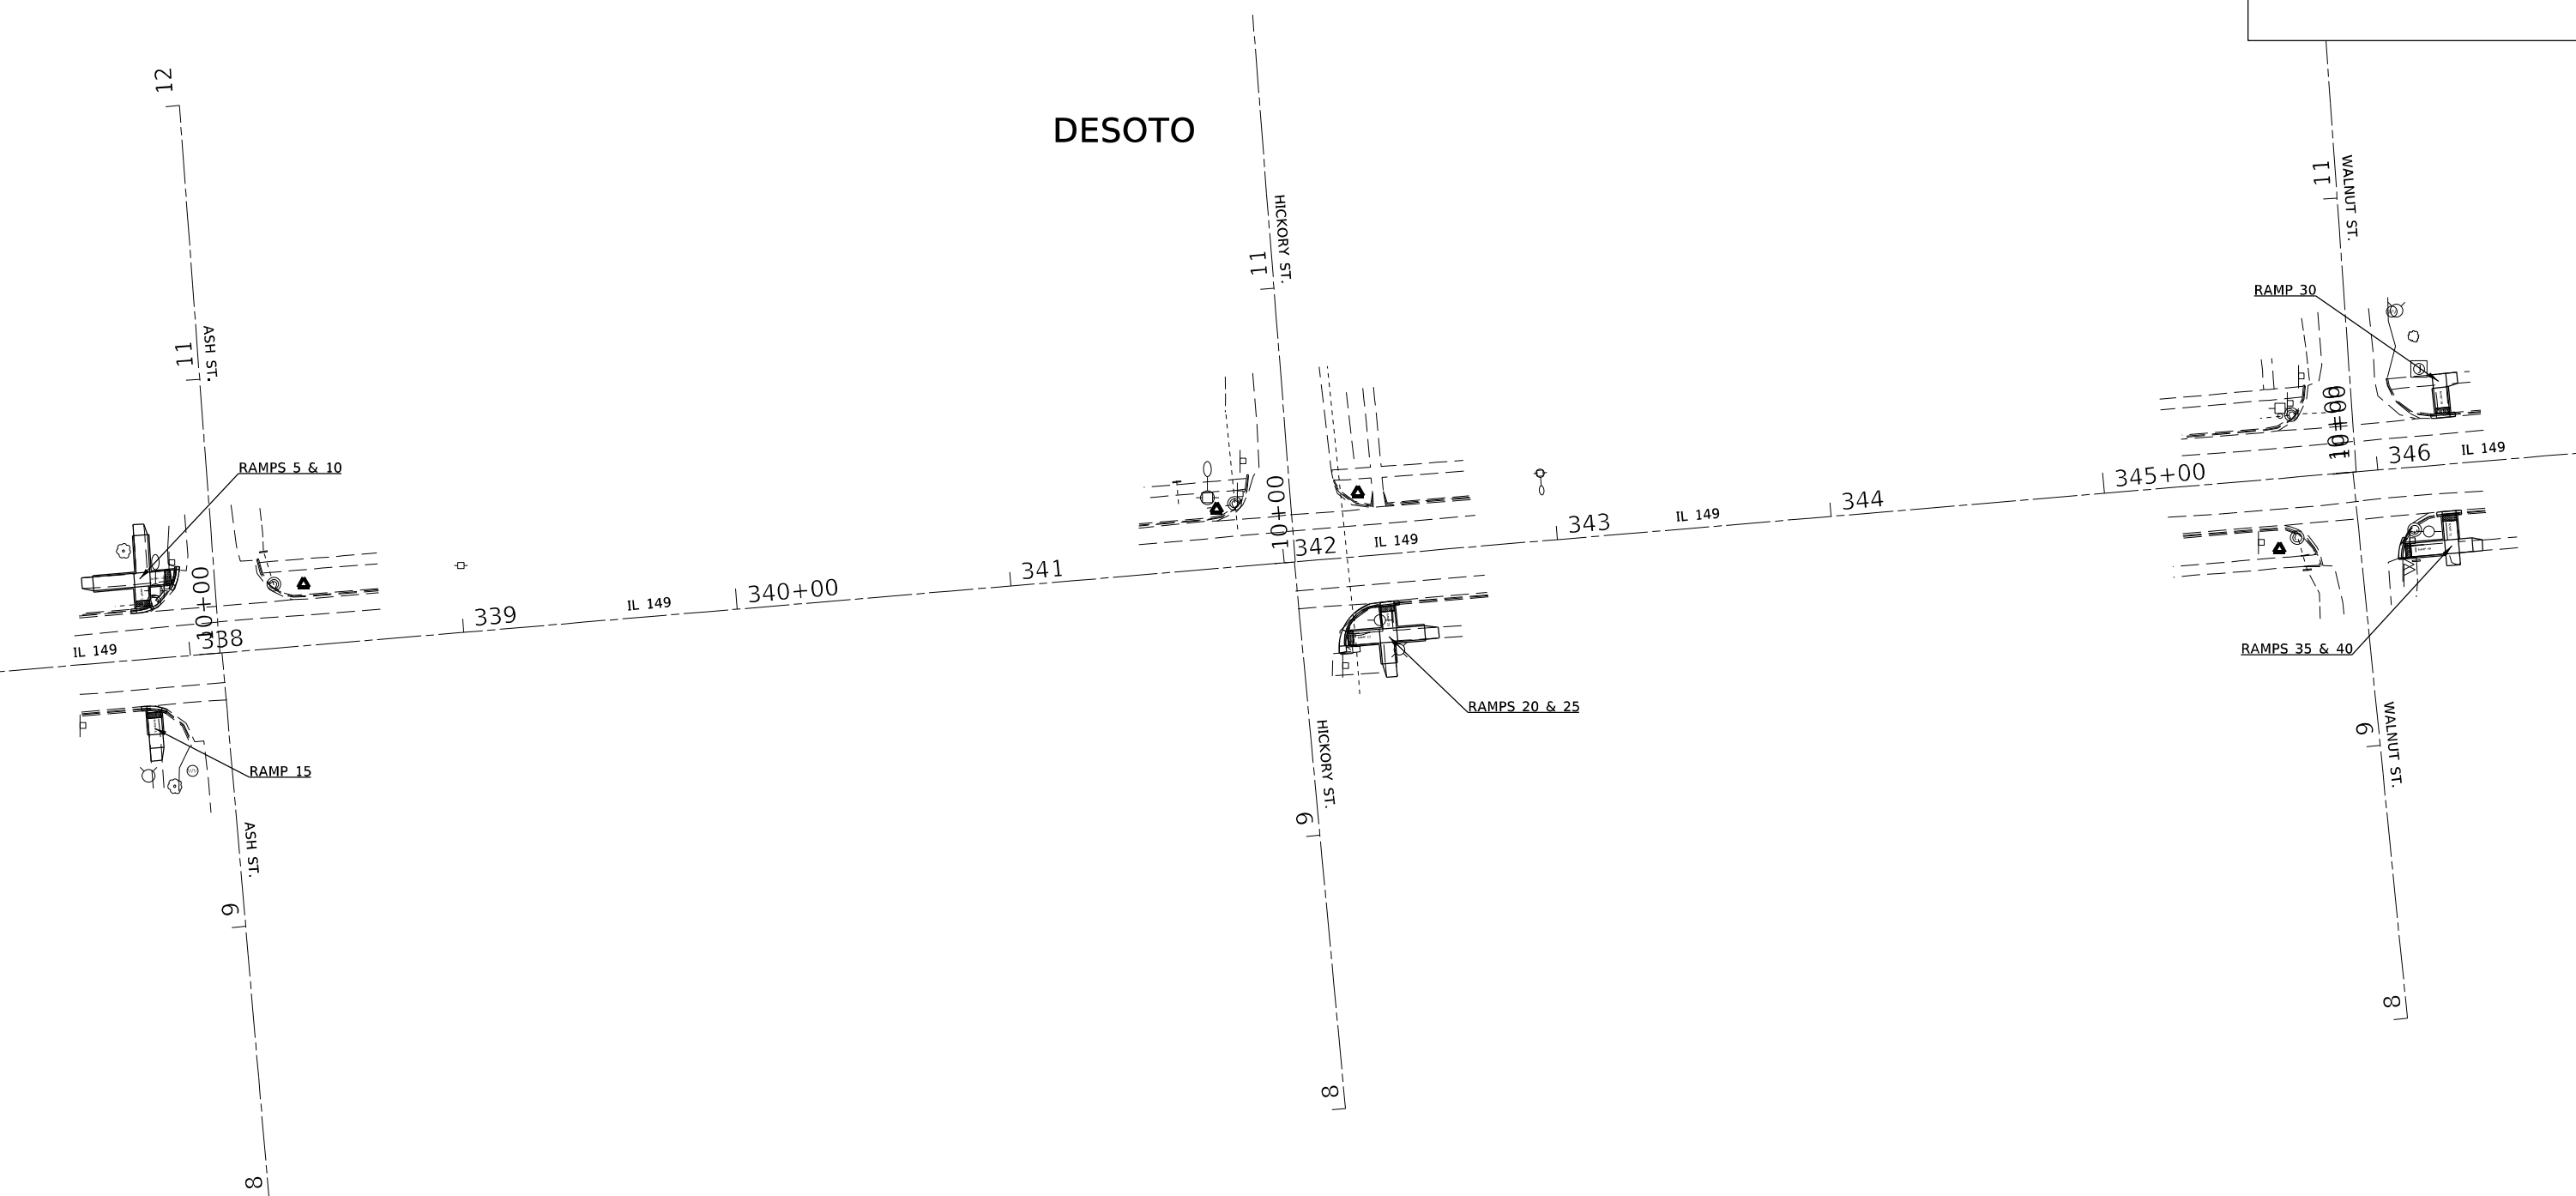 12
DESOTO
11
WALNUT ST.
HICKORY ST.
11
RAMP 30
ASH ST.
11
10+00
346
IL 149
RAMPS 5 & 10
345+00
344
IL 149
343
10+00
342
IL 149
341
340+00
IL 149
339
10+00
338
IL 149
RAMPS 35 & 40
RAMPS 20 & 25
RAMP 15
HICKORY ST.
WALNUT ST.
9
9
ASH ST.
9
8
8
8